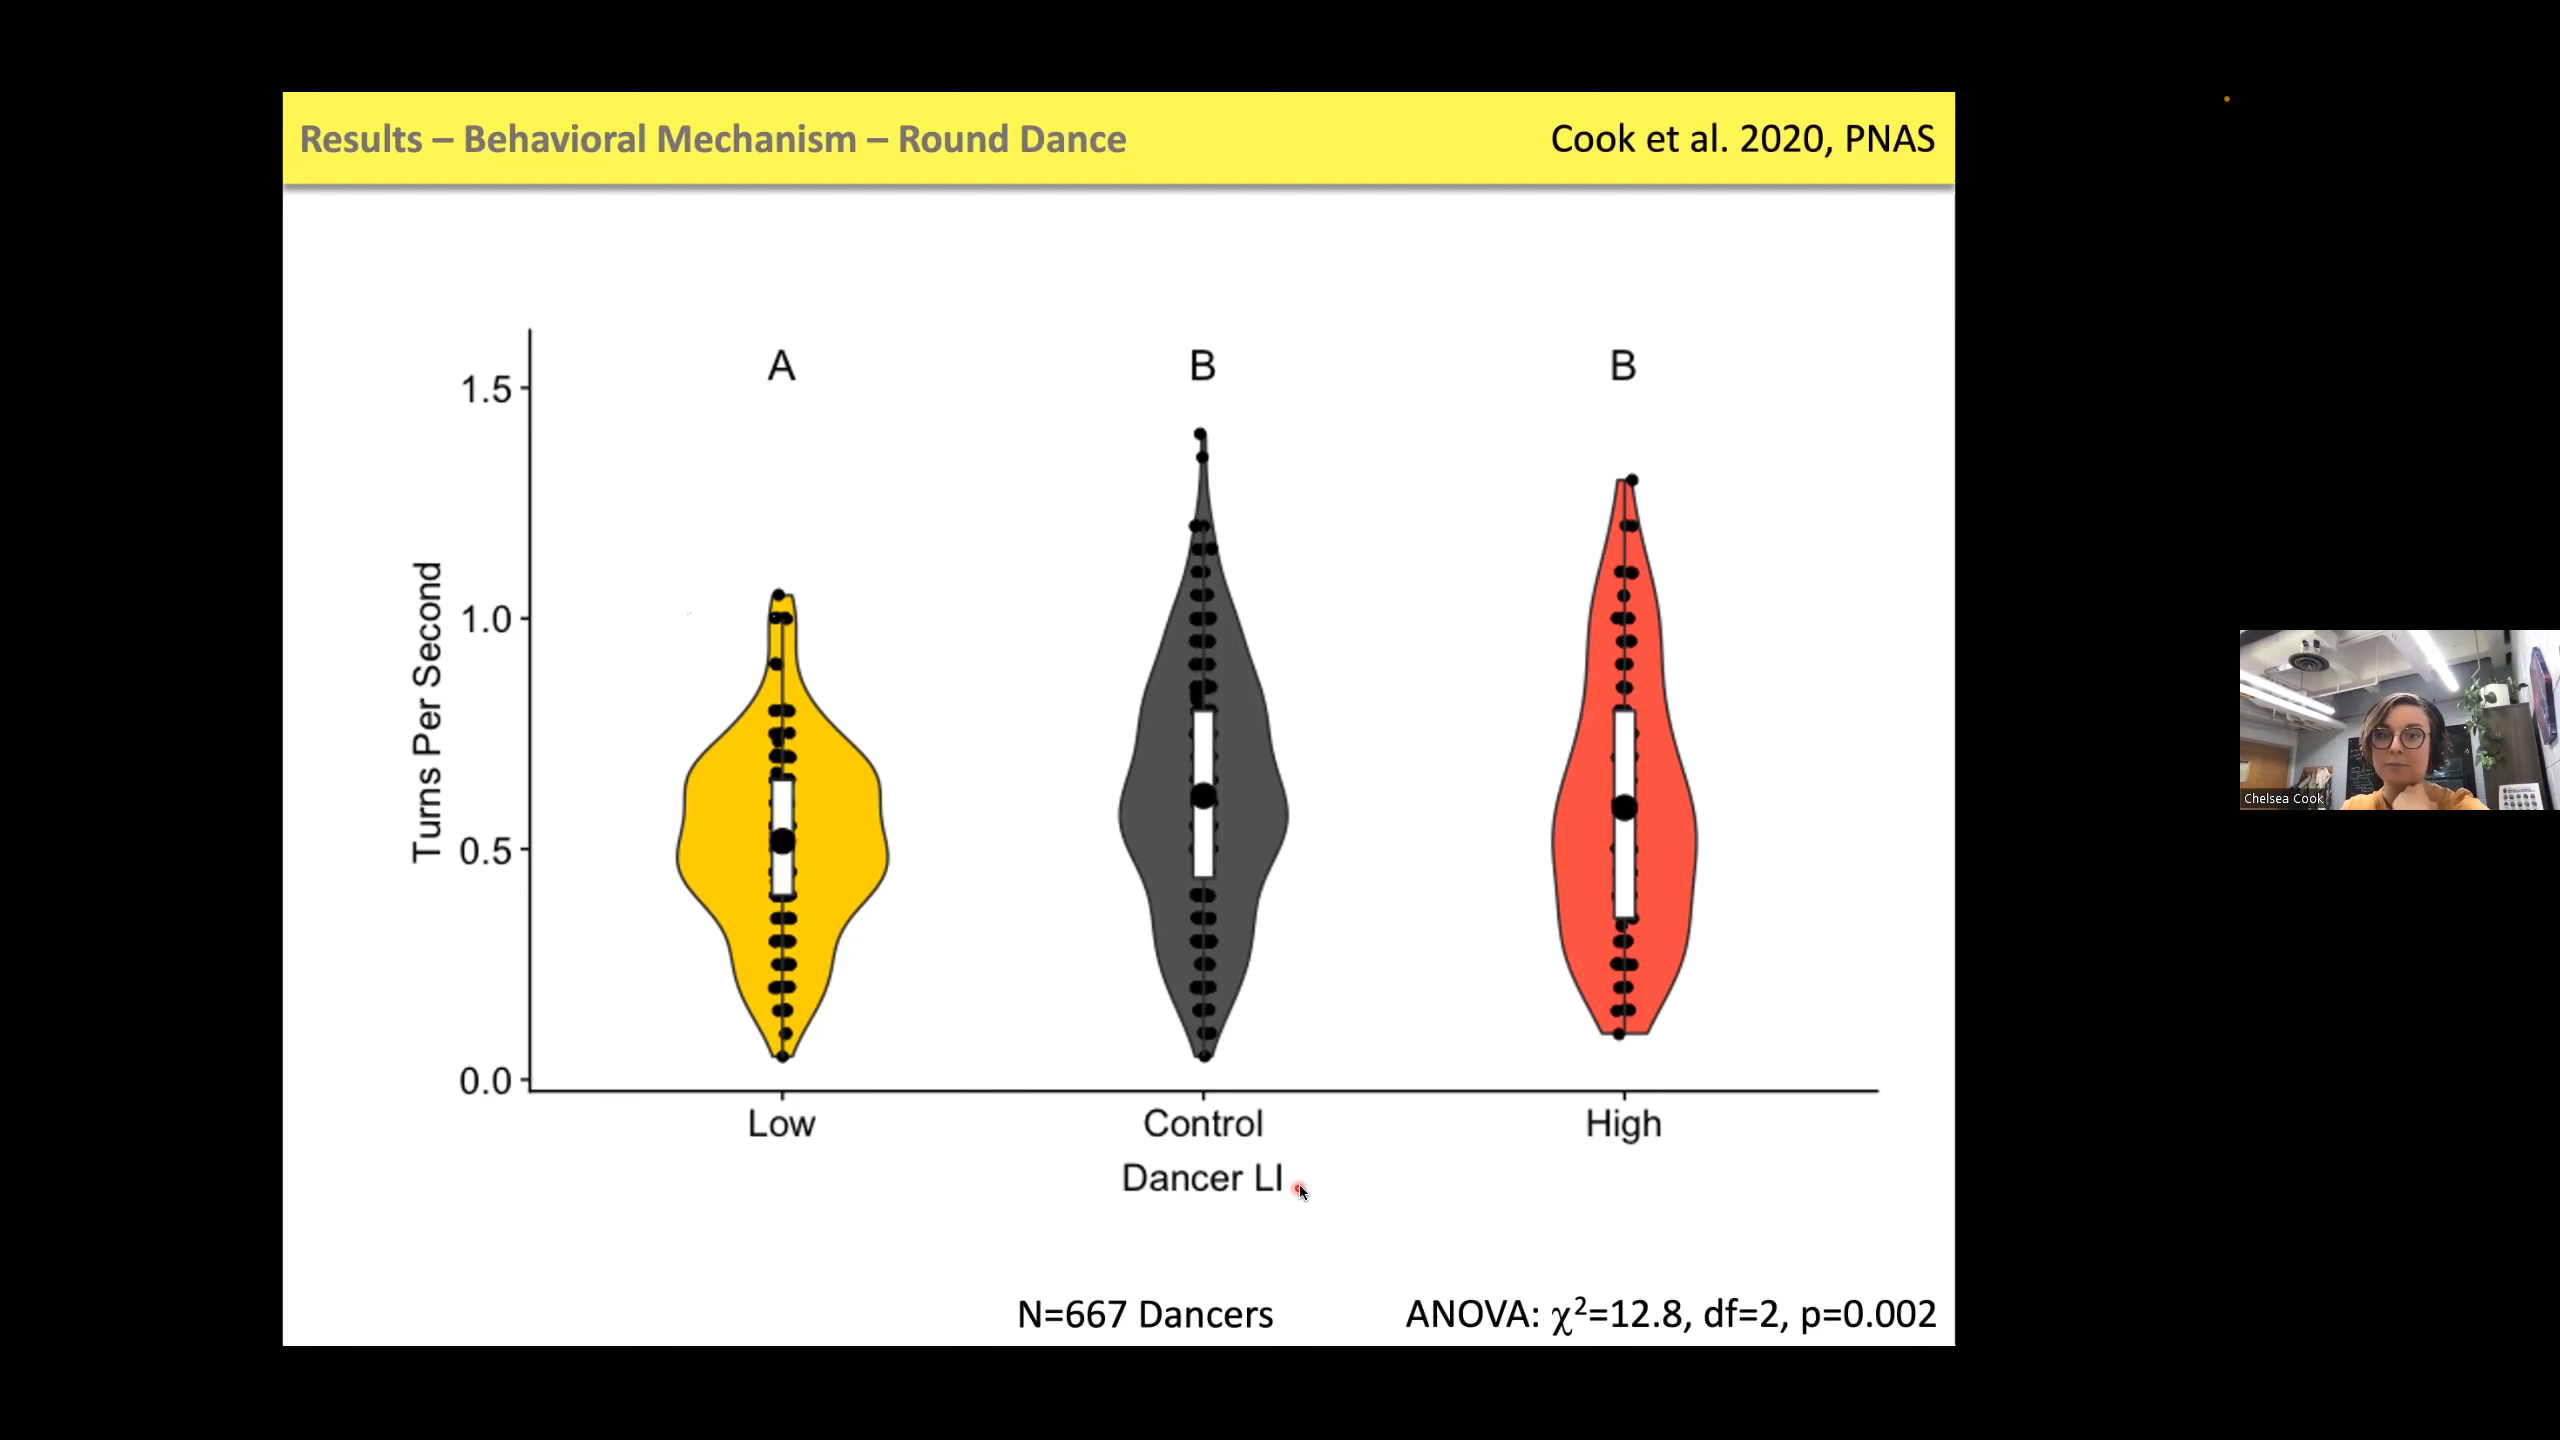 Results – Behavioral Mechanism – Round Dance
Cook et al. 2020, PNAS
A B B
1.5
1.0
0.5
0.0
Turns Per Second
Low Control High
Dancer LI
N=667 Dancers
ANOVA: χ²=12.8, df=2, p=0.002
Chelsea Cook